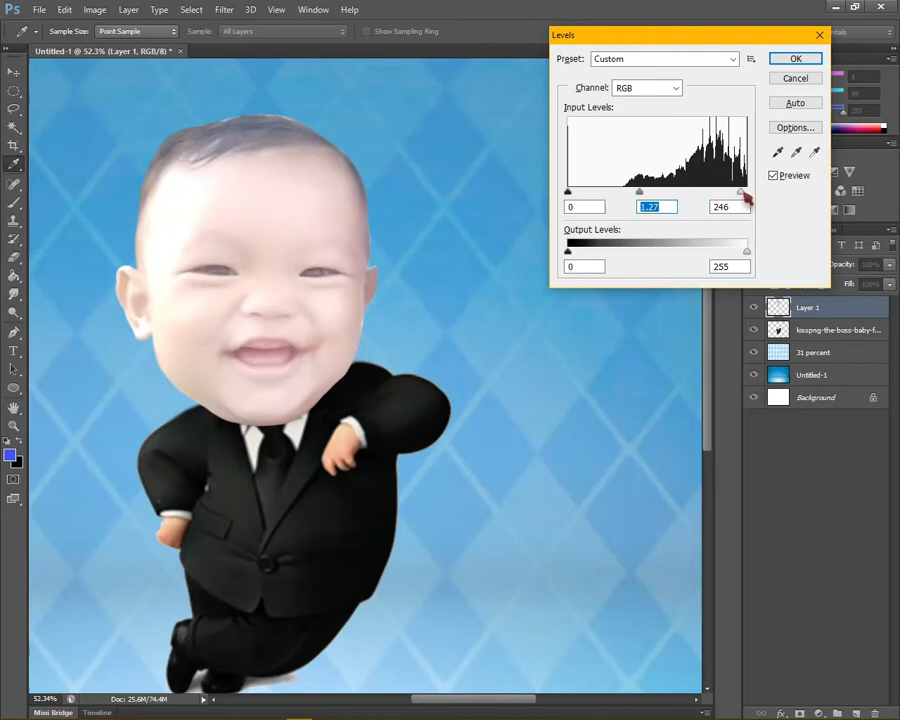 Ps File Edit Image Layer Type Select Filter 3D View Window Help
Sample Size: Point Sample Sample: All Layers Show Sampling Ring
Untitled-1 @ 52.3% (Layer 1, RGB/8) * ×
Levels
Preset: Custom OK
Cancel
Channel: RGB
Input Levels: Auto
Options...
Preview
0 1.27 246
Output Levels:
0 255
99
255
Opacity: 100%
Fill: 100%
Layer 1
kisspng-the-boss-baby-f...
31 percent
Untitled-1
Background
52.34% Doc: 25.6M/74.4M
Mini Bridge Timeline